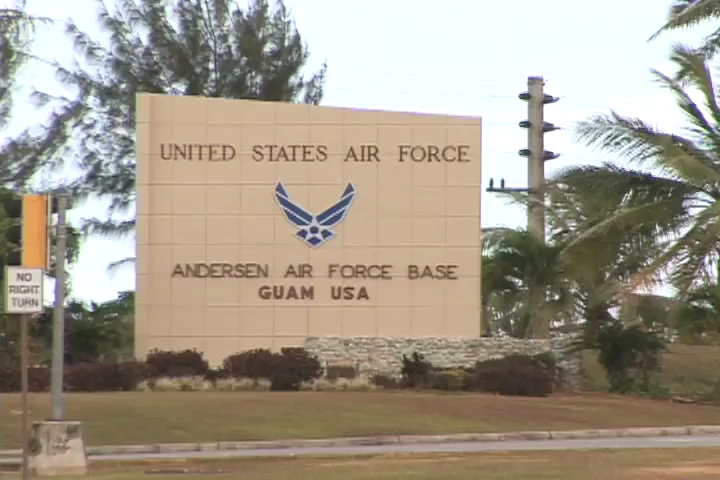 UNITED STATES AIR FORCE
ANDERSEN AIR FORCE BASE
GUAM USA
NO
RIGHT
TURN